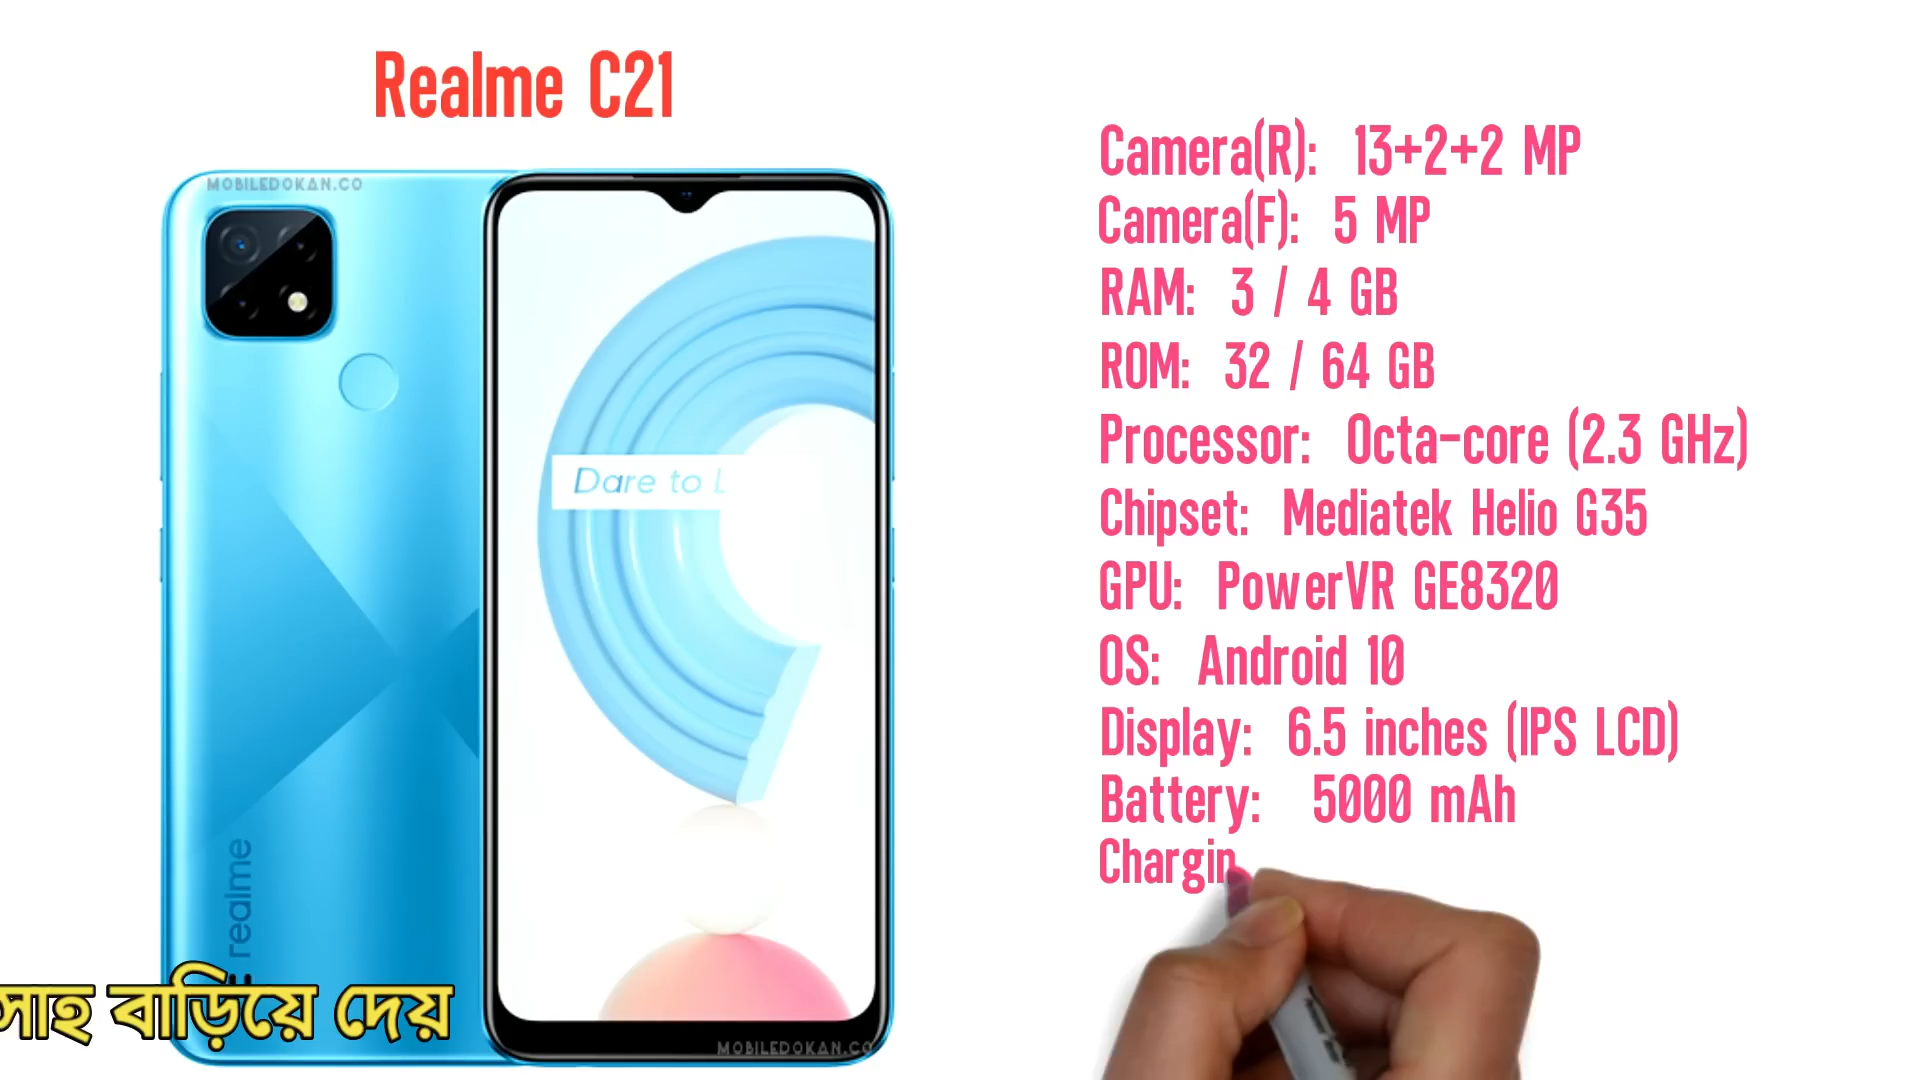 Realme C21
MOBILEDOKAN.CO
Dare to L
realme
MOBILEDOKAN.CO
Camera(R): 13+2+2 MP
Camera(F): 5 MP
RAM: 3 / 4 GB
ROM: 32 / 64 GB
Processor: Octa-core (2.3 GHz)
Chipset: Mediatek Helio G35
GPU: PowerVR GE8320
OS: Android 10
Display: 6.5 inches (IPS LCD)
Battery: 5000 mAh
Chargin
সাহ বাড়িয়ে দেয়